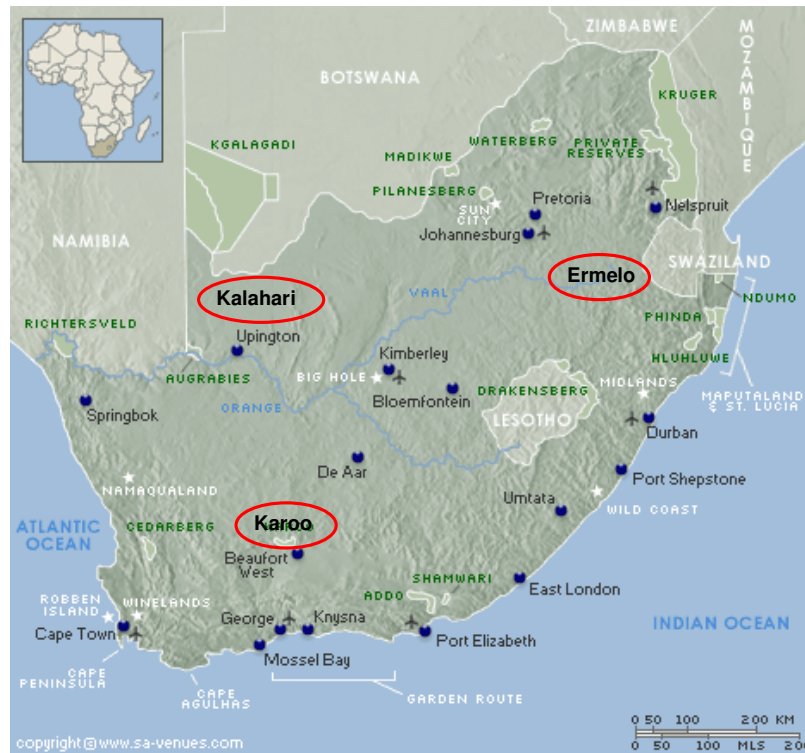 ZIMBABWE
MOZAMBIQUE
BOTSWANA
KRUGER
KGALAGADI
WATERBERG
PRIVATE
RESERVES
MADIKWE
PILANESBERG
SUN
CITY
Pretoria
Nelspruit
Johannesburg
NAMIBIA
SWAZILAND
Ermelo
Kalahari
VAAL
NDUMO
PHINDA
RICHTERSVELD
Upington
HLUHLUWE
Kimberley
AUGRABIES
BIG HOLE
DRAKENSBERG
MIDLANDS
MAPUTALAND
& ST. LUCIA
Bloemfontein
ORANGE
Springbok
LESOTHO
Durban
De Aar
Port Shepstone
NAMAQUALAND
Umtata
WILD COAST
ATLANTIC
OCEAN
CEDARBERG
Karoo
Beaufort
West
SHAMWARI
East London
ADDO
ROBBEN
ISLAND
WINELANDS
George
Knysna
INDIAN OCEAN
Cape Town
Port Elizabeth
Mossel Bay
CAPE
PENINSULA
CAPE
AGULHAS
GARDEN ROUTE
0 50 100 200 KM
0 50 100 MLS 200
copyright@www.sa-venues.com